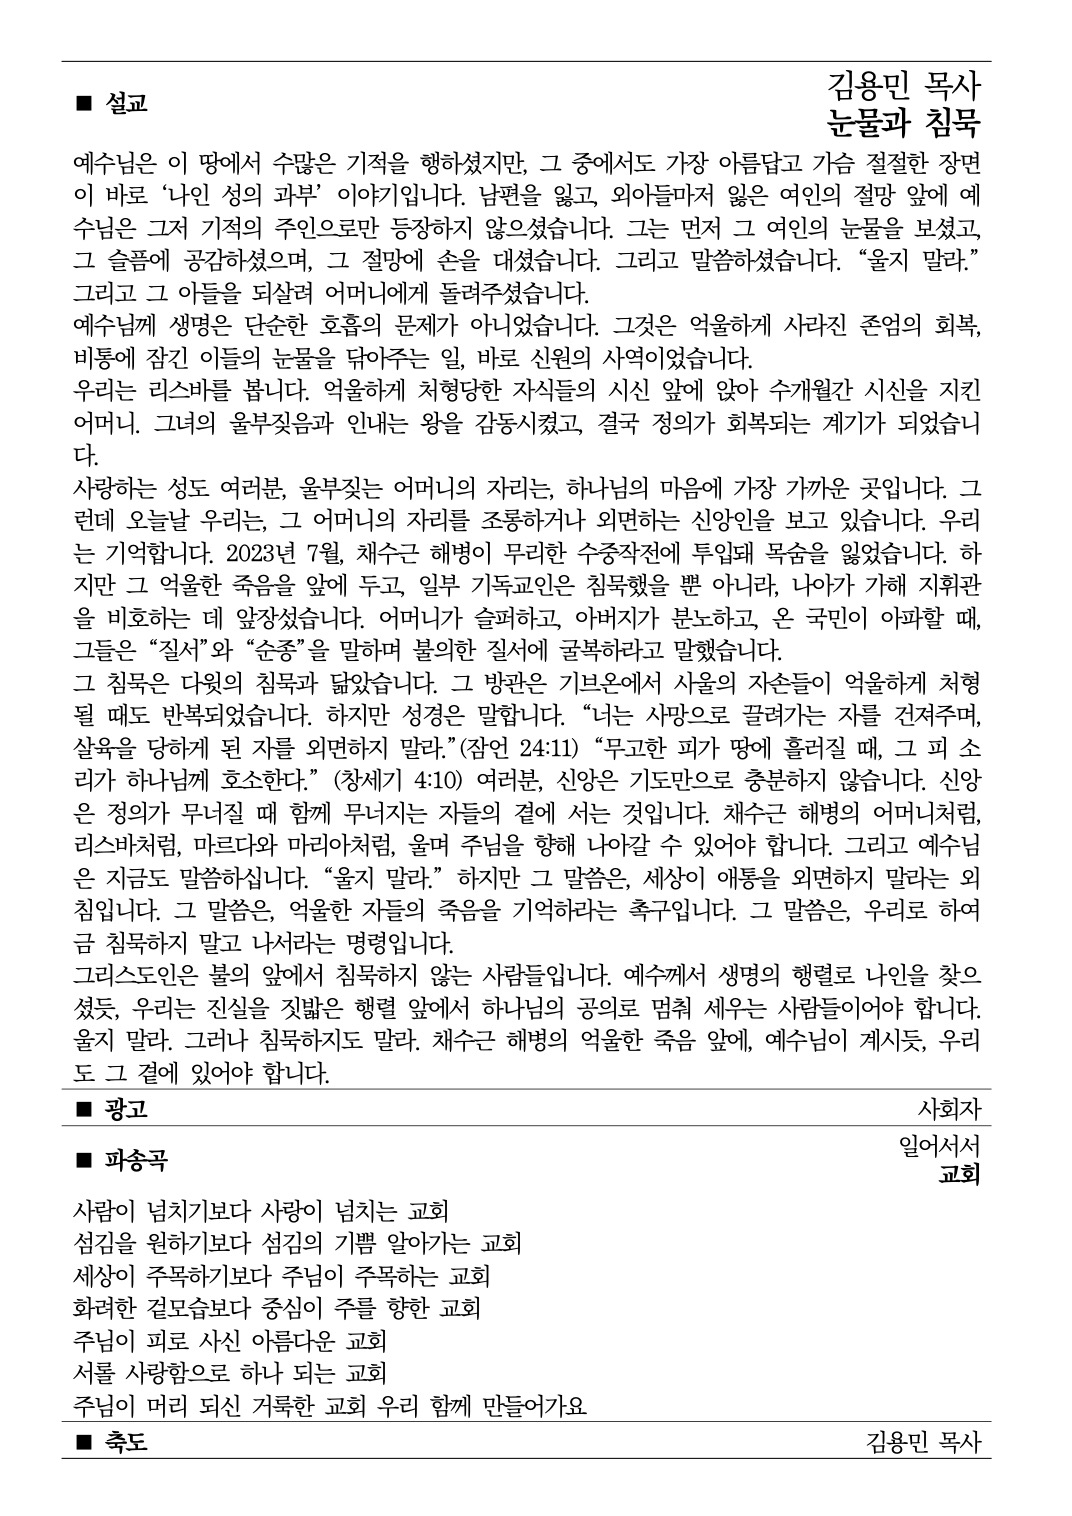 ■ 설교
김용민 목사
눈물과 침묵
예수님은 이 땅에서 수많은 기적을 행하셨지만, 그 중에서도 가장 아름답고 가슴 절절한 장면
이 바로 ‘나인 성의 과부’ 이야기입니다. 남편을 잃고, 외아들마저 잃은 여인의 절망 앞에 예
수님은 그저 기적의 주인으로만 등장하지 않으셨습니다. 그는 먼저 그 여인의 눈물을 보셨고,
그 슬픔에 공감하셨으며, 그 절망에 손을 대셨습니다. 그리고 말씀하셨습니다. “울지 말라.”
그리고 그 아들을 되살려 어머니에게 돌려주셨습니다.
예수님께 생명은 단순한 호흡의 문제가 아니었습니다. 그것은 억울하게 사라진 존엄의 회복,
비통에 잠긴 이들의 눈물을 닦아주는 일, 바로 신원의 사역이었습니다.
우리는 리스바를 봅니다. 억울하게 처형당한 자식들의 시신 앞에 앉아 수개월간 시신을 지킨
어머니. 그녀의 울부짖음과 인내는 왕을 감동시켰고, 결국 정의가 회복되는 계기가 되었습니
다.
사랑하는 성도 여러분, 울부짖는 어머니의 자리는, 하나님의 마음에 가장 가까운 곳입니다. 그
런데 오늘날 우리는, 그 어머니의 자리를 조롱하거나 외면하는 신앙인을 보고 있습니다. 우리
는 기억합니다. 2023년 7월, 채수근 해병이 무리한 수중작전에 투입돼 목숨을 잃었습니다. 하
지만 그 억울한 죽음을 앞에 두고, 일부 기독교인은 침묵했을 뿐 아니라, 나아가 가해 지휘관
을 비호하는 데 앞장섰습니다. 어머니가 슬퍼하고, 아버지가 분노하고, 온 국민이 아파할 때,
그들은 “질서”와 “순종”을 말하며 불의한 질서에 굴복하라고 말했습니다.
그 침묵은 다윗의 침묵과 닮았습니다. 그 방관은 기브온에서 사울의 자손들이 억울하게 처형
될 때도 반복되었습니다. 하지만 성경은 말합니다. “너는 사망으로 끌려가는 자를 건져주며,
살육을 당하게 된 자를 외면하지 말라.”(잠언 24:11) “무고한 피가 땅에 흘러질 때, 그 피 소
리가 하나님께 호소한다.” (창세기 4:10) 여러분, 신앙은 기도만으로 충분하지 않습니다. 신앙
은 정의가 무너질 때 함께 무너지는 자들의 곁에 서는 것입니다. 채수근 해병의 어머니처럼,
리스바처럼, 마르다와 마리아처럼, 울며 주님을 향해 나아갈 수 있어야 합니다. 그리고 예수님
은 지금도 말씀하십니다. “울지 말라.” 하지만 그 말씀은, 세상이 애통을 외면하지 말라는 외
침입니다. 그 말씀은, 억울한 자들의 죽음을 기억하라는 촉구입니다. 그 말씀은, 우리로 하여
금 침묵하지 말고 나서라는 명령입니다.
그리스도인은 불의 앞에서 침묵하지 않는 사람들입니다. 예수께서 생명의 행렬로 나인을 찾으
셨듯, 우리는 진실을 짓밟은 행렬 앞에서 하나님의 공의로 멈춰 세우는 사람들이어야 합니다.
울지 말라. 그러나 침묵하지도 말라. 채수근 해병의 억울한 죽음 앞에, 예수님이 계시듯, 우리
도 그 곁에 있어야 합니다.
■ 광고 사회자
■ 파송곡
일어서서
교회
사람이 넘치기보다 사랑이 넘치는 교회
섬김을 원하기보다 섬김의 기쁨 알아가는 교회
세상이 주목하기보다 주님이 주목하는 교회
화려한 겉모습보다 중심이 주를 향한 교회
주님이 피로 사신 아름다운 교회
서롤 사랑함으로 하나 되는 교회
주님이 머리 되신 거룩한 교회 우리 함께 만들어가요
■ 축도 김용민 목사